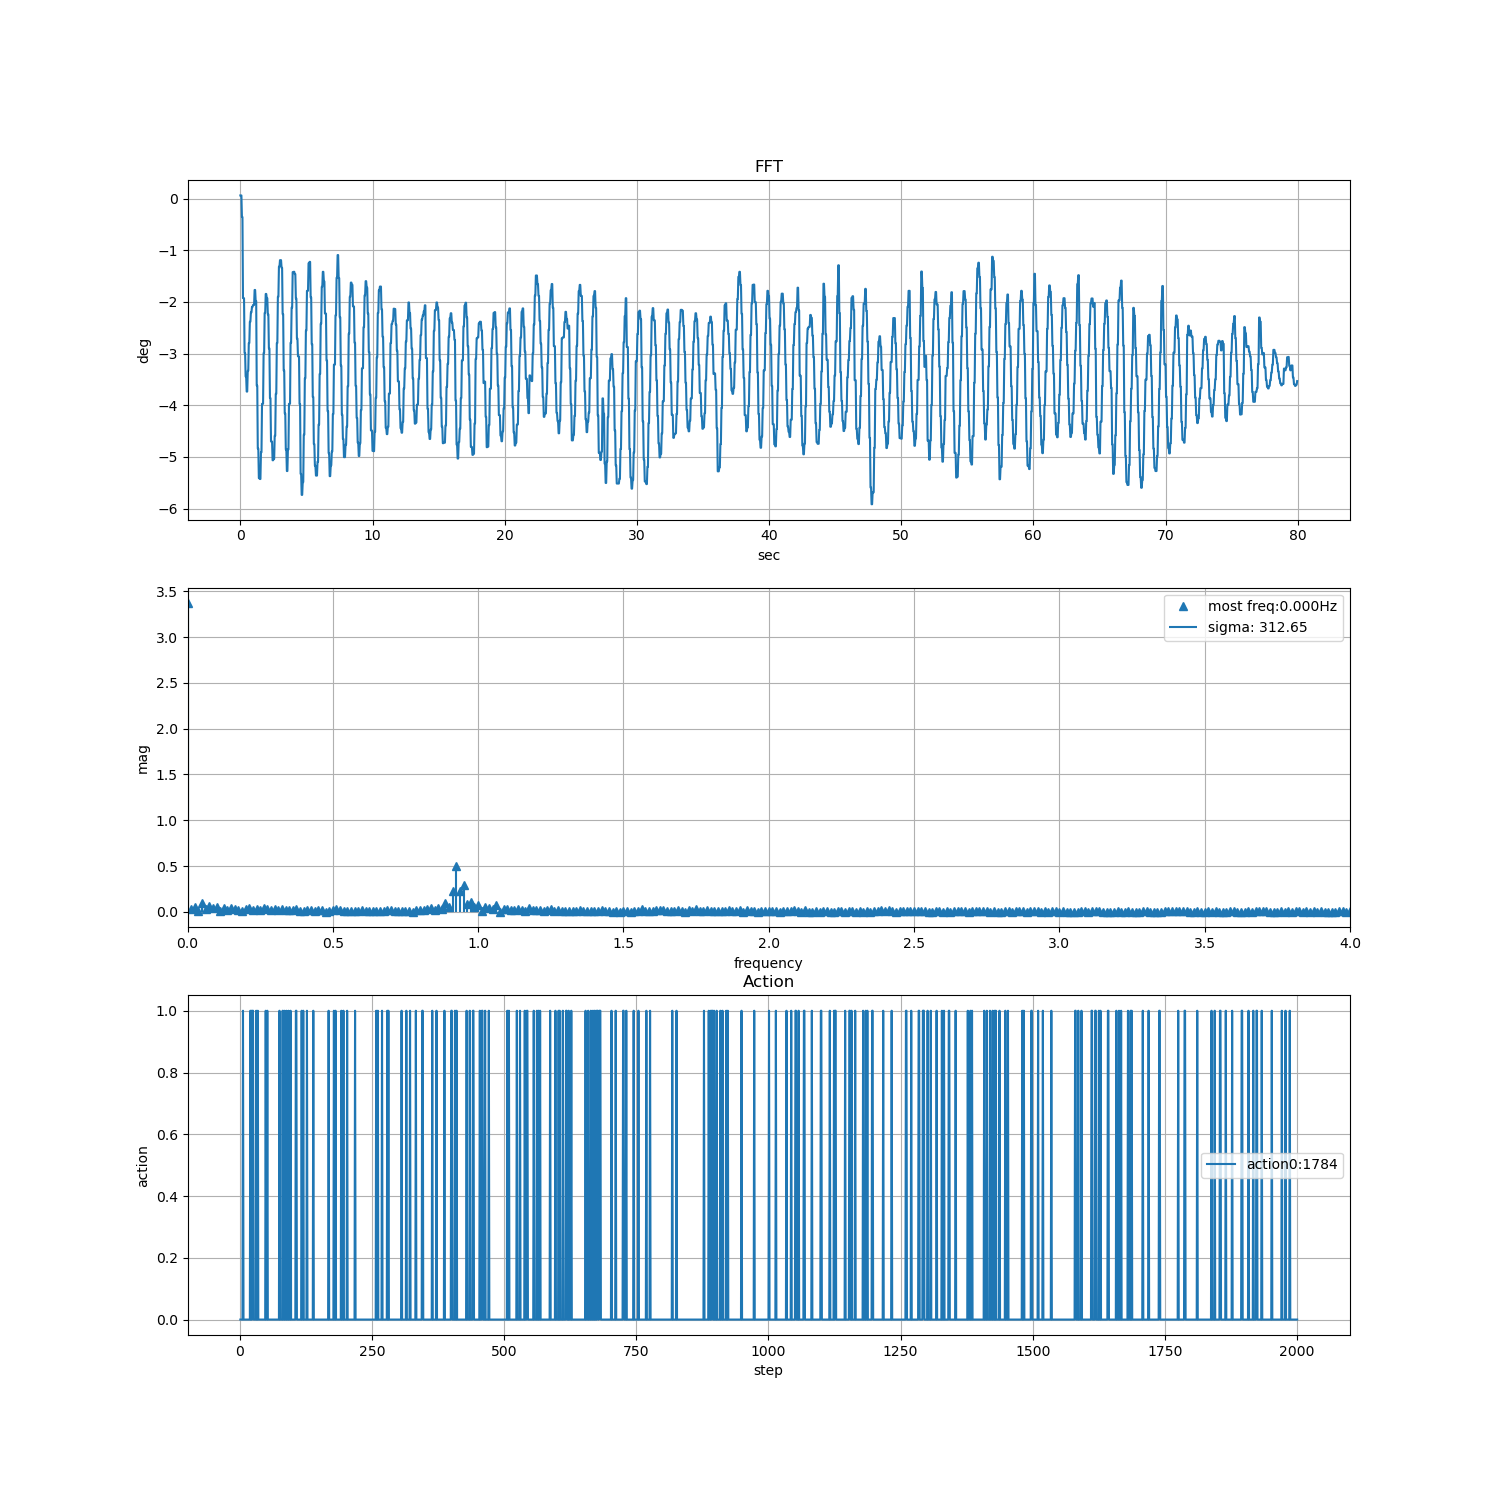 FFT
0
−1
−2
−3
−4
−5
−6
deg
0 10 20 30 40 50 60 70 80
sec
3.5
3.0
2.5
2.0
1.5
1.0
0.5
0.0
mag
most freq:0.000Hz
sigma: 312.65
0.0 0.5 1.0 1.5 2.0 2.5 3.0 3.5 4.0
frequency
Action
1.0
0.8
0.6
0.4
0.2
0.0
action
action0:1784
0 250 500 750 1000 1250 1500 1750 2000
step